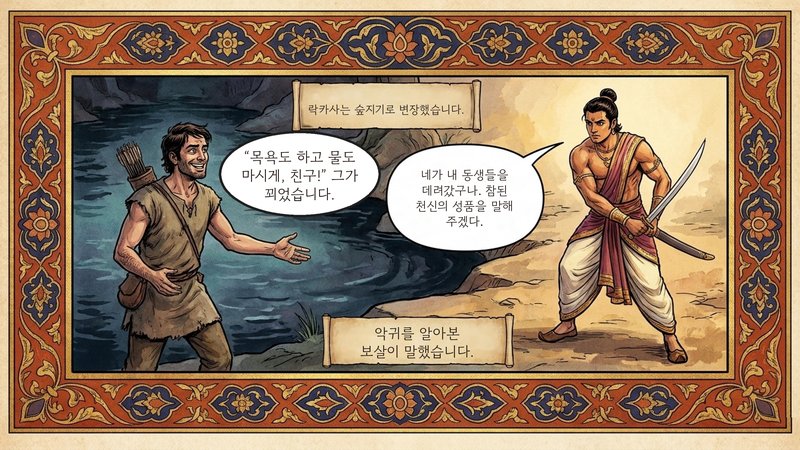 락카사는 숲지기로 변장했습니다.
“목욕도 하고 물도
마시게, 친구!” 그가
꾀었습니다.
네가 내 동생들을
데려갔구나. 참된
천신의 성품을 말해
주겠다.
악귀를 알아본
보살이 말했습니다.